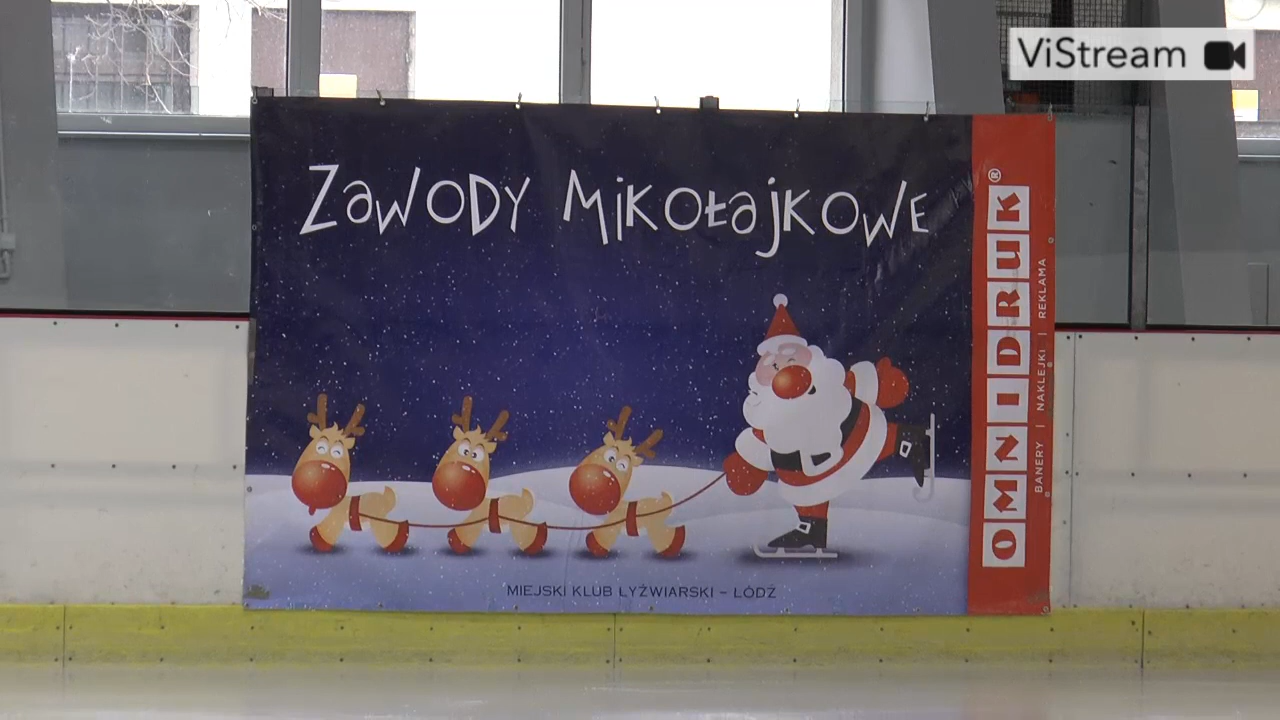 ViStream
Zawody Mikołajkowe
OMNIDRUK®
BANERY | NAKLEJKI | REKLAMA
MIEJSKI KLUB ŁYŻWIARSKI – ŁÓDŹ